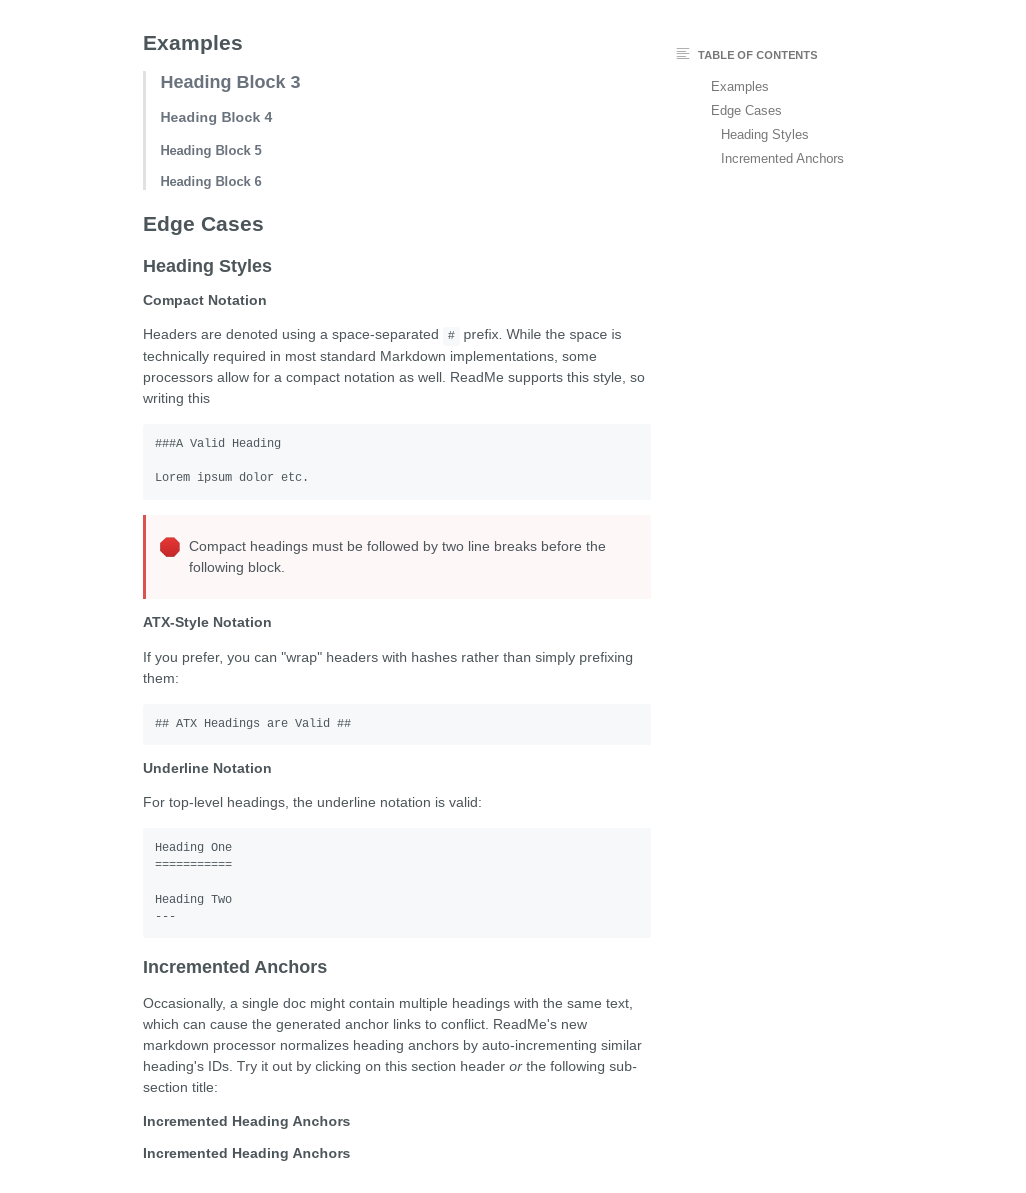 Examples
Heading Block 3
Heading Block 4
Heading Block 5
Heading Block 6
Edge Cases
Heading Styles
Compact Notation
Headers are denoted using a space-separated # prefix. While the space is
technically required in most standard Markdown implementations, some
processors allow for a compact notation as well. ReadMe supports this style, so
writing this
###A Valid Heading
Lorem ipsum dolor etc.
Compact headings must be followed by two line breaks before the
following block.
ATX-Style Notation
If you prefer, you can "wrap" headers with hashes rather than simply prefixing
them:
## ATX Headings are Valid ##
Underline Notation
For top-level headings, the underline notation is valid:
Heading One
===========
Heading Two
---
Incremented Anchors
Occasionally, a single doc might contain multiple headings with the same text,
which can cause the generated anchor links to conflict. ReadMe's new
markdown processor normalizes heading anchors by auto-incrementing similar
heading's IDs. Try it out by clicking on this section header or the following sub-
section title:
Incremented Heading Anchors
Incremented Heading Anchors
TABLE OF CONTENTS
Examples
Edge Cases
Heading Styles
Incremented Anchors